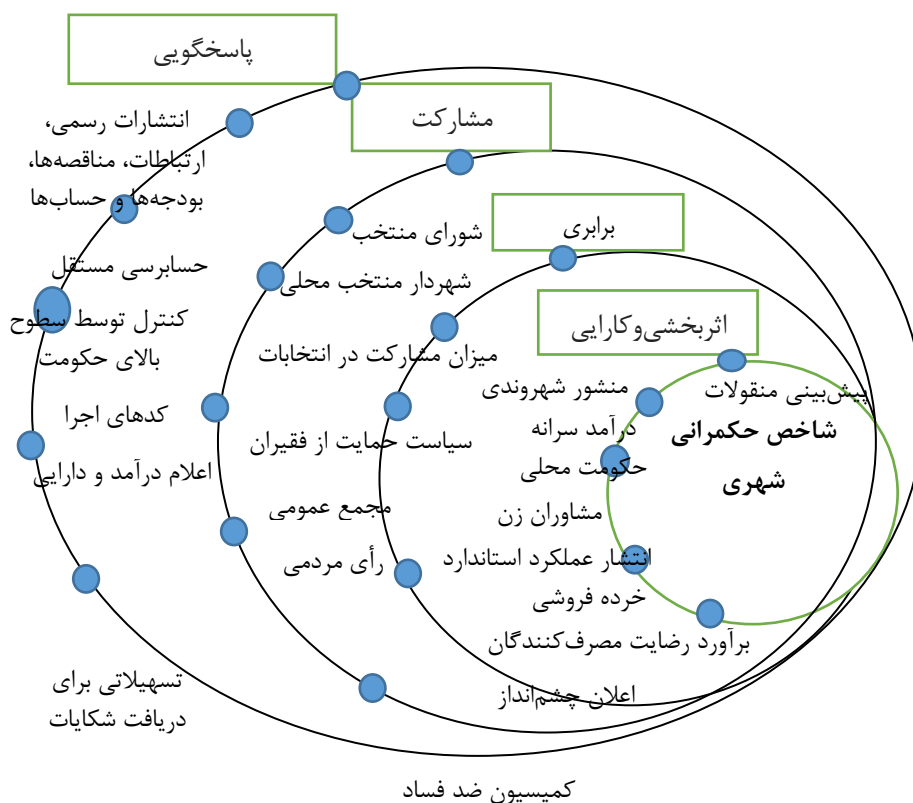 پاسخگویی
انتشارات رسمی،
ارتباطات، مناقصه‌ها،
بودجه‌ها و حساب‌ها
حسابرسی مستقل
کنترل توسط سطوح
بالای حکومت
کدهای اجرا
اعلام درآمد و دارایی
تسهیلاتی برای
دریافت شکایات
کمیسیون ضد فساد
مشارکت
شورای منتخب
شهردار منتخب محلی
میزان مشارکت در انتخابات
مجمع عمومی
رأی مردمی
برابری
منشور شهروندی
سیاست حمایت از فقیران
مشاوران زن
خرده فروشی
اثربخشی‌وکارایی
پیش‌بینی منقولات
درآمد سرانه
حکومت محلی
انتشار عملکرد استاندارد
برآورد رضایت مصرف‌کنندگان
اعلان چشم‌انداز
شاخص حکمرانی
شهری